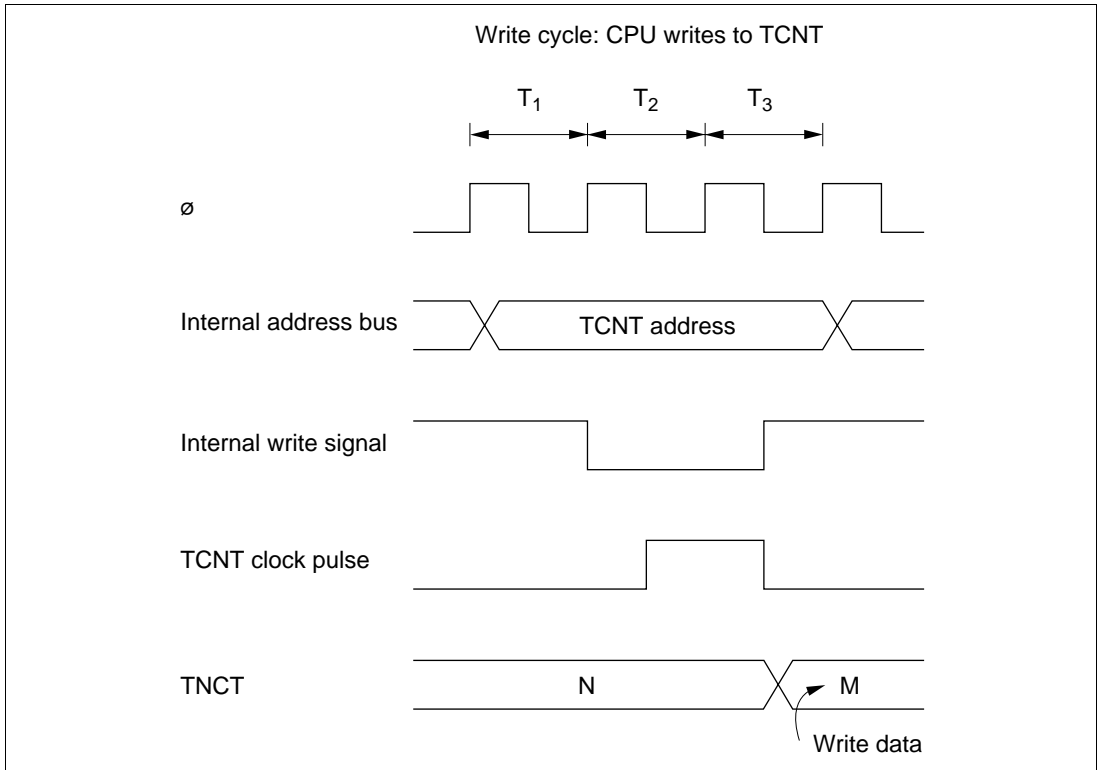 Write cycle: CPU writes to TCNT
T1 T2 T3
ø
Internal address bus TCNT address
Internal write signal
TCNT clock pulse
TNCT N M
Write data